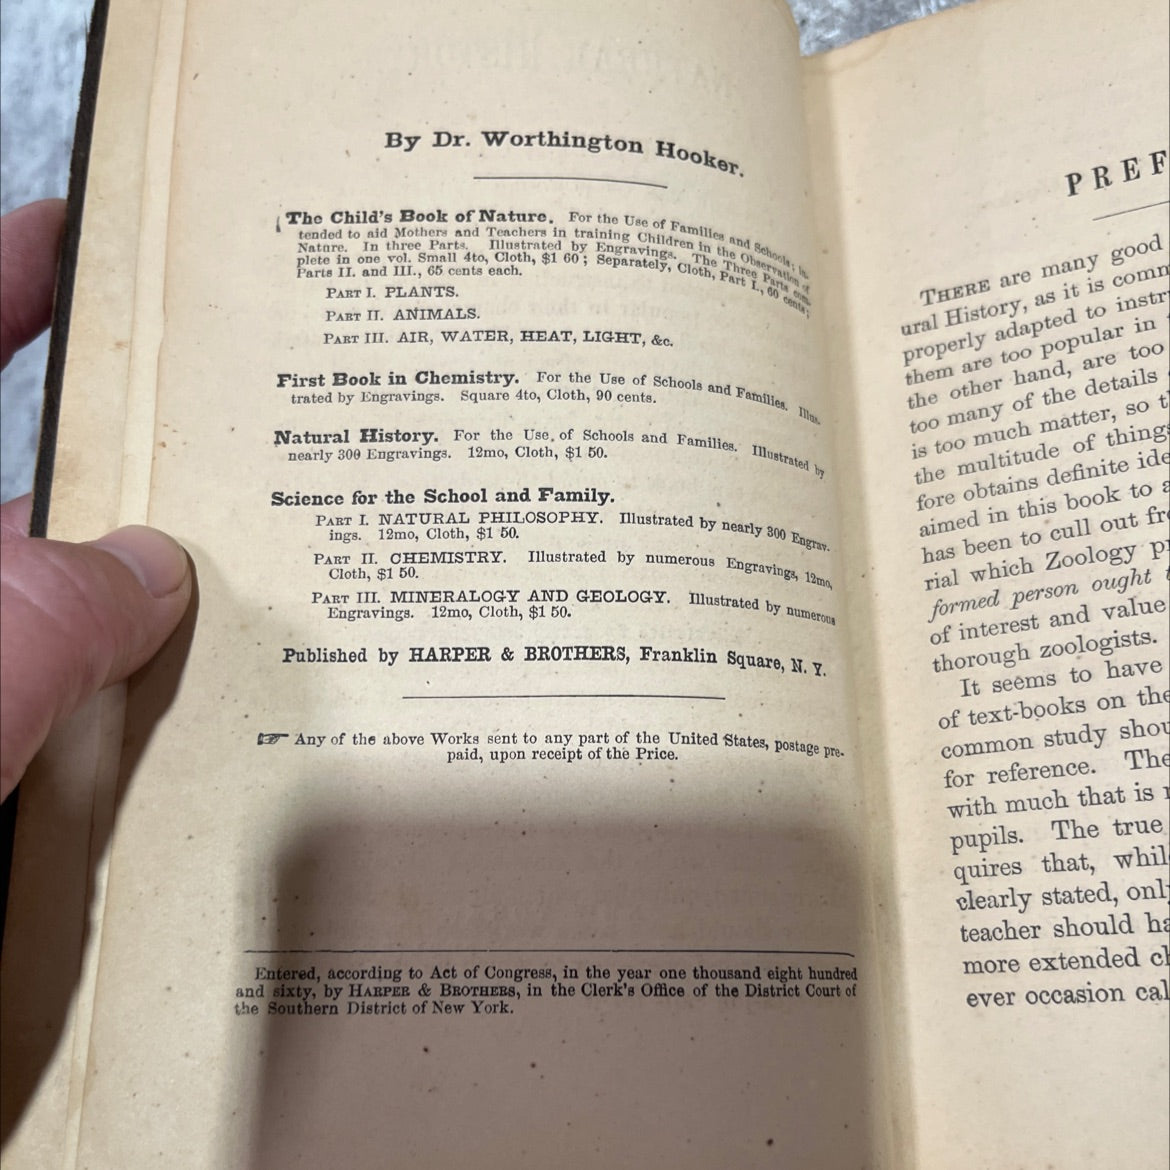 By Dr. Worthington Hooker.
The Child's Book of Nature. For the Use of Families and Schools; in-
tended to aid Mothers and Teachers in training Children in the Observation of
Nature. In three Parts. Illustrated by Engravings. The Three Parts com-
plete in one vol. Small 4to, Cloth, $1 60; Separately, Cloth, Part I., 60 cents;
Parts II. and III., 65 cents each.
PART I. PLANTS.
PART II. ANIMALS.
PART III. AIR, WATER, HEAT, LIGHT, &c.
First Book in Chemistry. For the Use of Schools and Families. Illus-
trated by Engravings. Square 4to, Cloth, 90 cents.
Natural History. For the Use of Schools and Families. Illustrated by
nearly 300 Engravings. 12mo, Cloth, $1 50.
Science for the School and Family.
PART I. NATURAL PHILOSOPHY. Illustrated by nearly 300 Engrav-
ings. 12mo, Cloth, $1 50.
PART II. CHEMISTRY. Illustrated by numerous Engravings, 12mo,
Cloth, $1 50.
PART III. MINERALOGY AND GEOLOGY. Illustrated by numerous
Engravings. 12mo, Cloth, $1 50.
Published by HARPER & BROTHERS, Franklin Square, N. Y.
☞ Any of the above Works sent to any part of the United States, postage pre-
paid, upon receipt of the Price.
Entered, according to Act of Congress, in the year one thousand eight hundred
and sixty, by HARPER & BROTHERS, in the Clerk's Office of the District Court of
the Southern District of New York.
PREF
THERE are many good
ural History, as it is comm
properly adapted to instr
them are too popular in
the other hand, are too
too many of the details
is too much matter, so th
the multitude of things
fore obtains definite ide
aimed in this book to a
has been to cull out fro
rial which Zoology pr
formed person ought t
of interest and value
thorough zoologists.
It seems to have
of text-books on the
common study shou
for reference. The
with much that is
pupils. The true
quires that, whil
clearly stated, only
teacher should ha
more extended cl
ever occasion cal